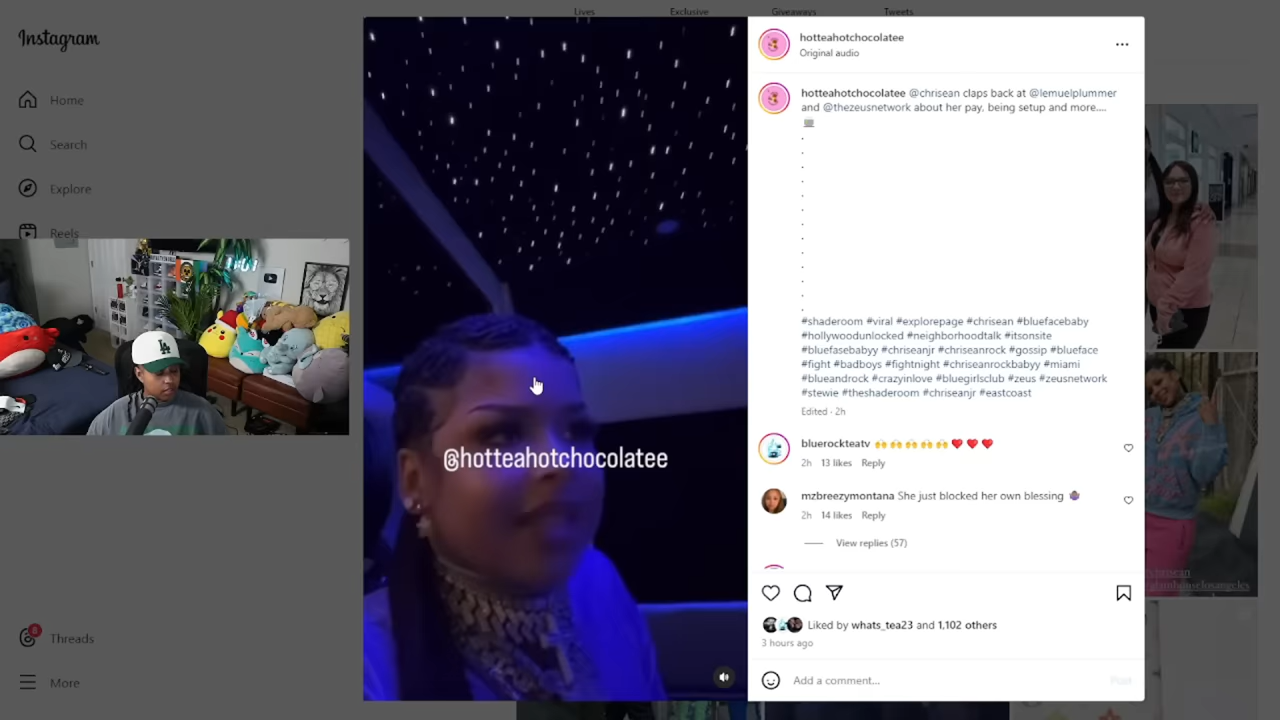 Lives
Exclusive
Giveaways
Tweets
Instagram
Home
Search
Explore
Reels
8
Threads
More
@hotteahotchocolatee
hotteahotchocolatee
Original audio
hotteahotchocolatee @chrisean claps back at @lemuelplummer
and @thezeusnetwork about her pay, being setup and more....
.
.
.
.
.
.
.
.
.
.
.
.
.
#shaderoom #viral #explorepage #chrisean #bluefacebaby
#hollywoodunlocked #neighborhoodtalk #itsonsite
#bluefasebabyy #chriseanjr #chriseanrock #gossip #blueface
#fight #badboys #fightnight #chriseanrockbabyy #miami
#blueandrock #crazyinlove #bluegirlsclub #zeus #zeusnetwork
#stewie #theshaderoom #chriseanjr #eastcoast
Edited · 2h
bluerockteatv 🙌🙌🙌🙌🙌❤️❤️❤️
2h 13 likes Reply
mzbreezymontana She just blocked her own blessing 🤷🏾‍♀️
2h 14 likes Reply
View replies (57)
Liked by whats_tea23 and 1,102 others
3 hours ago
Add a comment...
Post